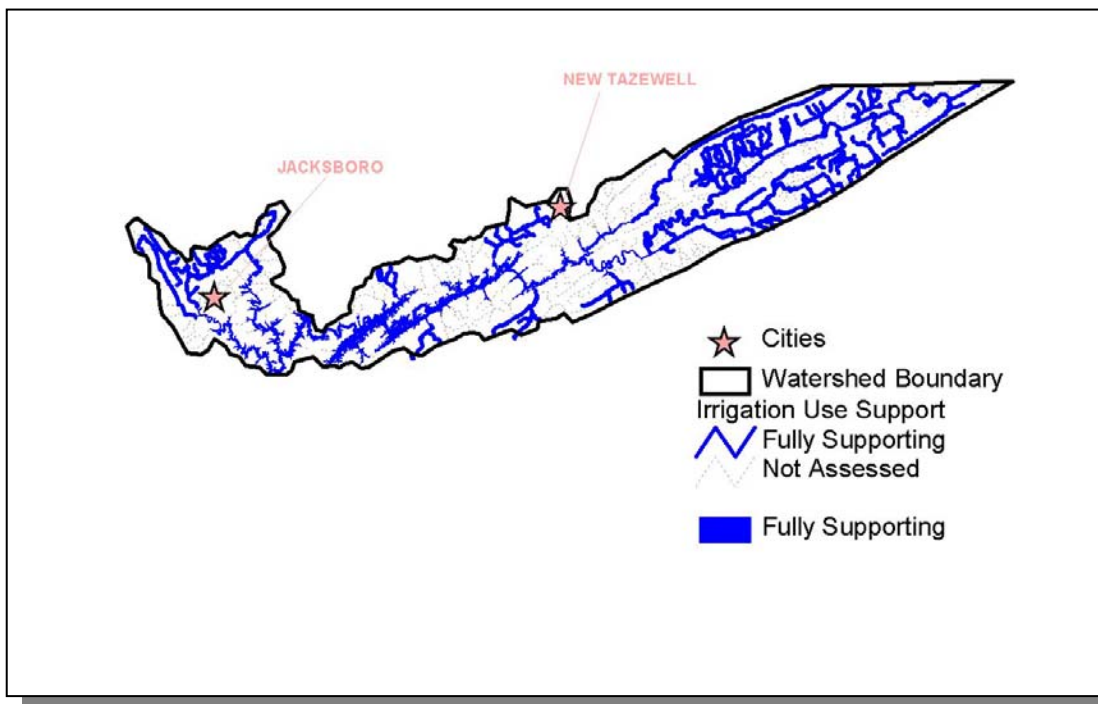 NEW TAZEWELL
JACKSBORO
Cities
Watershed Boundary
Irrigation Use Support
Fully Supporting
Not Assessed
Fully Supporting